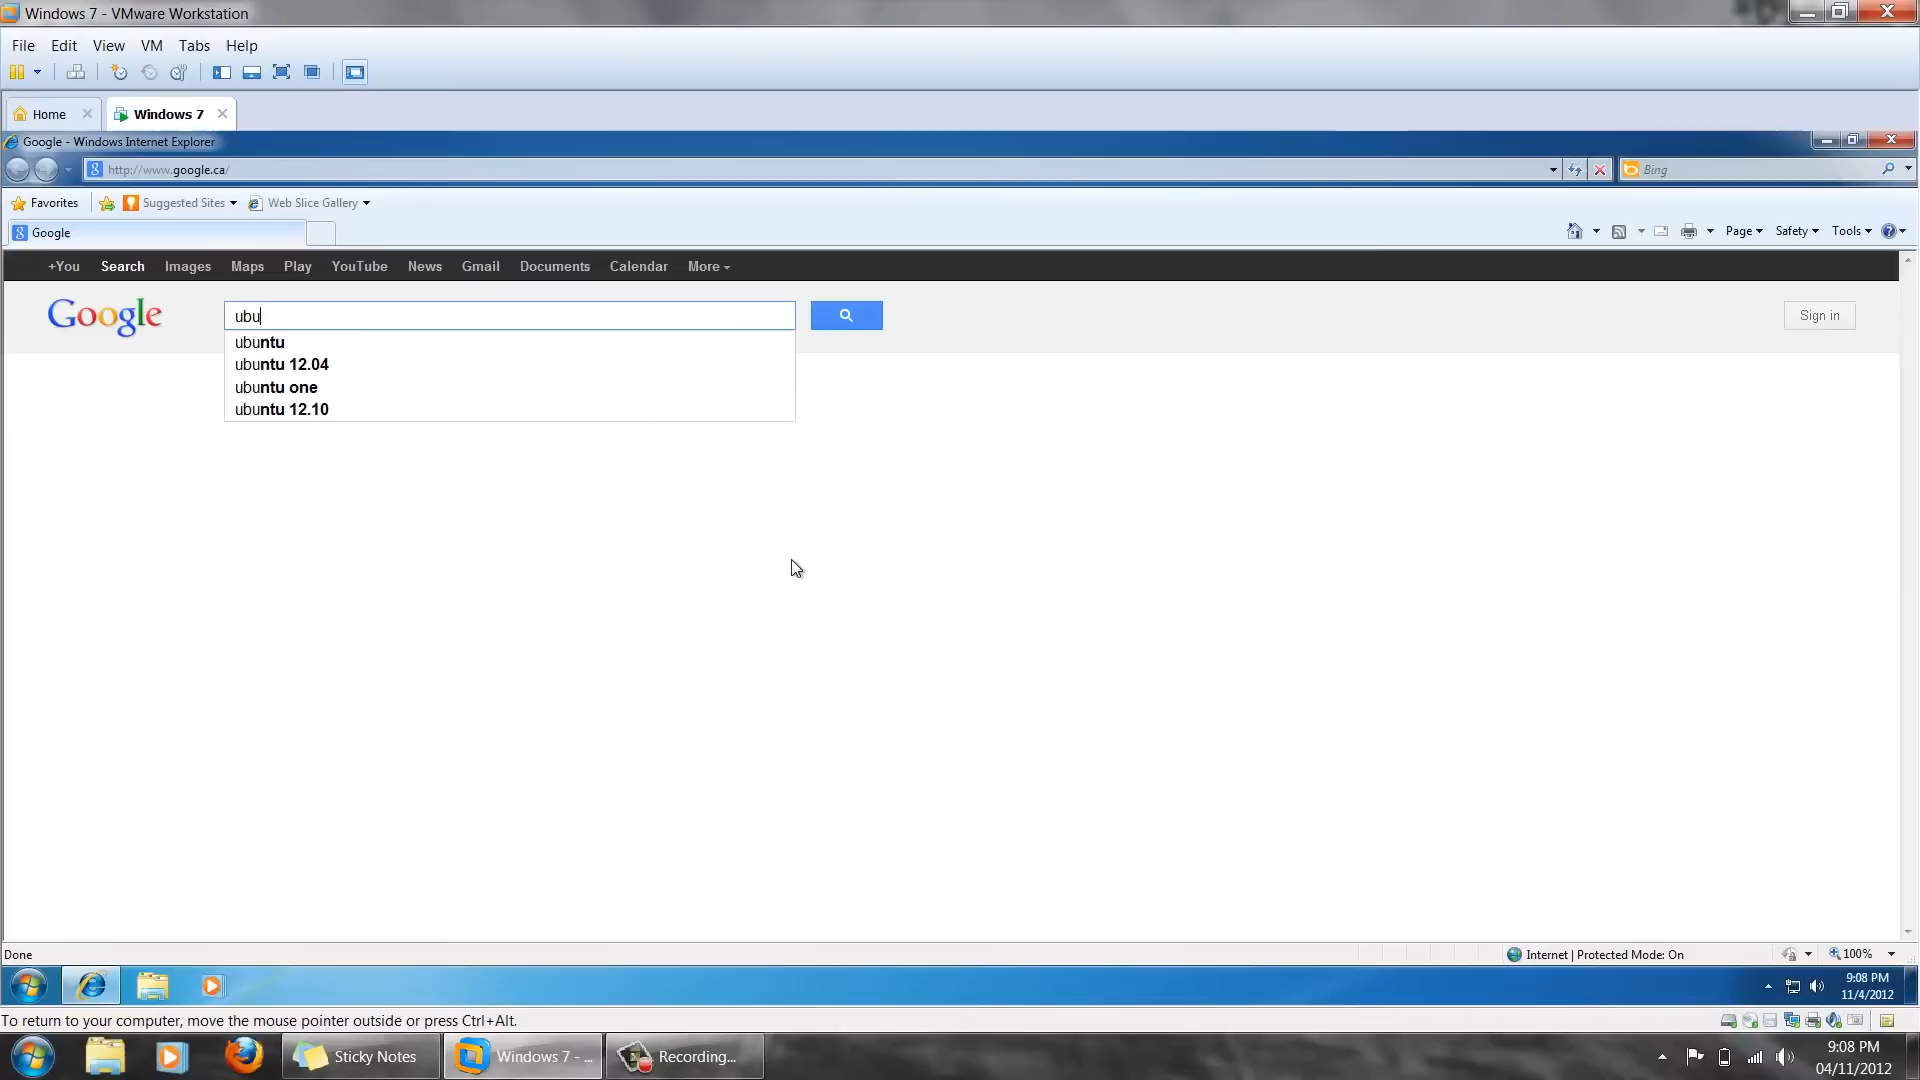 Windows 7 - VMware Workstation
File Edit View VM Tabs Help
Home Windows 7
Google - Windows Internet Explorer
http://www.google.ca/ Bing
Favorites Suggested Sites Web Slice Gallery
Google Page Safety Tools
+You Search Images Maps Play YouTube News Gmail Documents Calendar More
Google ubu Sign in
ubuntu
ubuntu 12.04
ubuntu one
ubuntu 12.10
Done Internet | Protected Mode: On 100%
9:08 PM
11/4/2012
To return to your computer, move the mouse pointer outside or press Ctrl+Alt.
Sticky Notes Windows 7 - ... Recording... 9:08 PM
04/11/2012